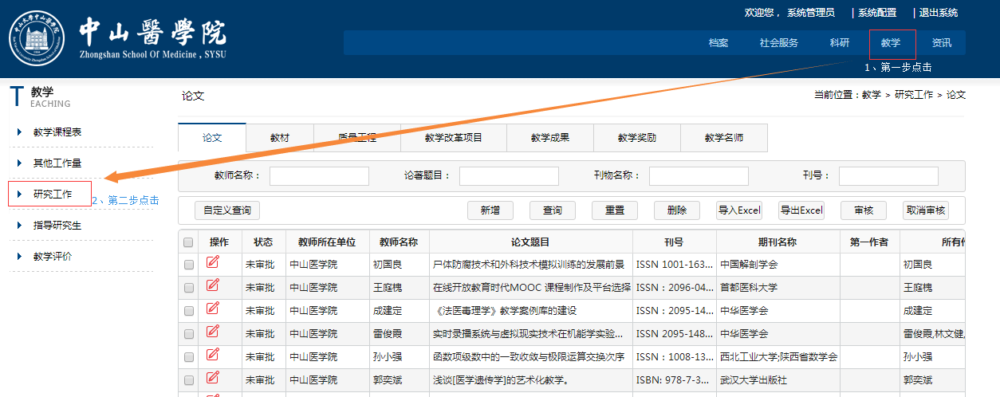 欢迎您， 系统管理员 | 系统配置 | 退出系统
中山醫學院
Zhongshan School Of Medicine , SYSU
档案 社会服务 科研 教学 资讯
1、第一步点击
T 教学
EACHING
论文
当前位置：教学 > 研究工作 > 论文
教学课程表
其他工作量
研究工作
2、第二步点击
指导研究生
教学评价
论文 教材 质量工程 教学改革项目 教学成果 教学奖励 教学名师
教师名称： 论著题目： 刊物名称： 刊号：
自定义查询 新增 查询 重置 删除 导入Excel 导出Excel 审核 取消审核
操作 状态 教师所在单位 教师名称 论文题目 刊号 期刊名称 第一作者
未审批 中山医学院 初国良 尸体防腐技术和外科技术模拟训练的发展前景 ISSN 1001-163... 中国解剖学会 初国良
未审批 中山医学院 王庭槐 在线开放教育时代MOOC 课程制作及平台选择 ISSN：2096-04... 首都医科大学 王庭槐
未审批 中山医学院 成建定 《法医毒理学》教学案例库的建设 ISSN：2095-14... 中华医学会 成建定
未审批 中山医学院 雷俊霞 实时录播系统与虚拟现实技术在机能学实验... ISSN 2095-148... 中华医学会 雷俊霞,林文健,
未审批 中山医学院 孙小强 函数项级数中的一致收敛与极限运算交换次序 ISSN：1008-13... 西北工业大学;陕西省数学会 孙小强
未审批 中山医学院 郭奕斌 浅谈[医学遗传学]的艺术化教学。 ISBN: 978-7-3... 武汉大学出版社 郭奕斌